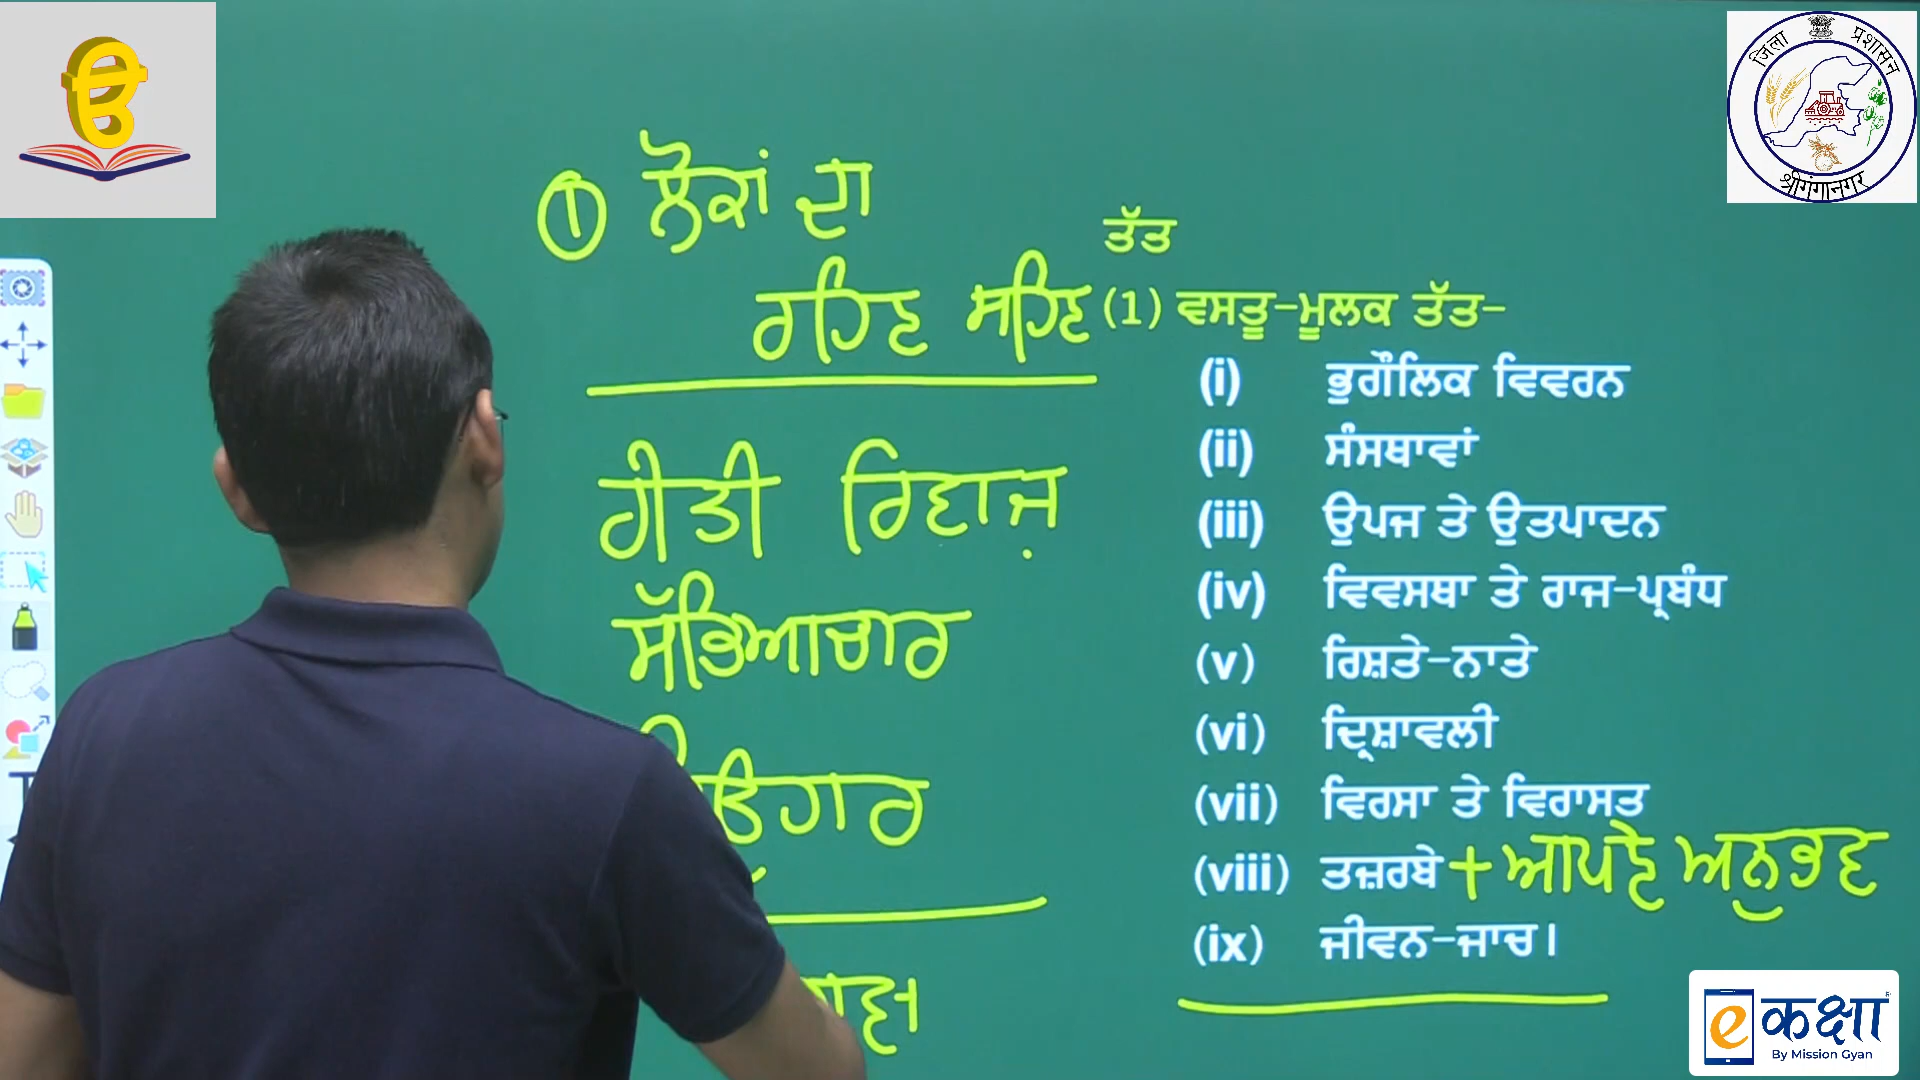 जिला प्रशासन
श्रीगंगानगर
① ਲੋਕਾਂ ਦਾ
ਰਹਿਣ ਸਹਿਣ
ਰੀਤੀ ਰਿਵਾਜ਼
ਸੱਭਿਆਚਾਰ
ਤੱਤ
(1) ਵਸਤੂ-ਮੂਲਕ ਤੱਤ-
(i) ਭੁਗੌਲਿਕ ਵਿਵਰਨ
(ii) ਸੰਸਥਾਵਾਂ
(iii) ਉਪਜ ਤੇ ਉਤਪਾਦਨ
(iv) ਵਿਵਸਥਾ ਤੇ ਰਾਜ-ਪ੍ਰਬੰਧ
(v) ਰਿਸ਼ਤੇ-ਨਾਤੇ
(vi) ਦ੍ਰਿਸ਼ਾਵਲੀ
(vii) ਵਿਰਸਾ ਤੇ ਵਿਰਾਸਤ
(viii) ਤਜ਼ਰਬੇ + ਆਪਣੇ ਅਨੁਭਵ
(ix) ਜੀਵਨ-ਜਾਚ।
e कक्षा
By Mission Gyan